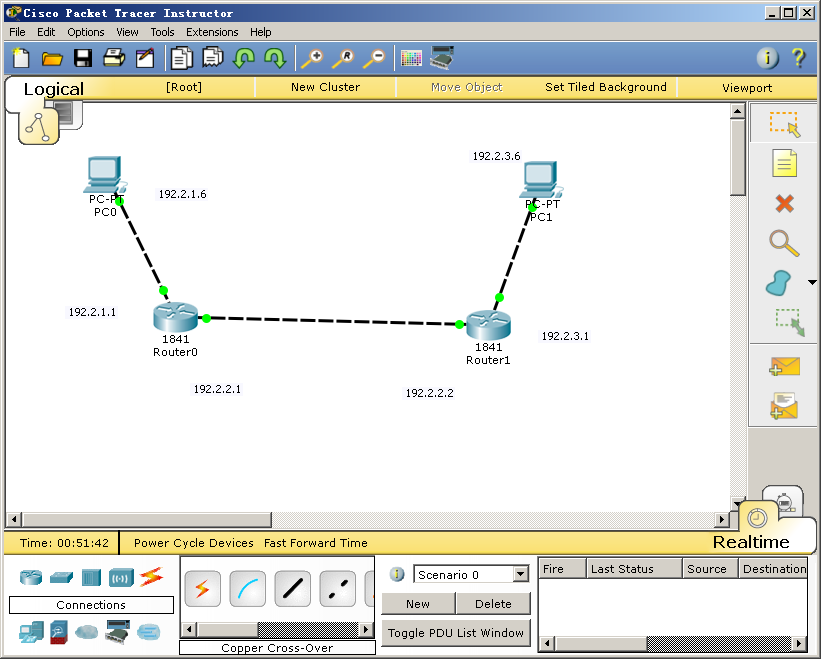 Cisco Packet Tracer Instructor
File Edit Options View Tools Extensions Help
Logical [Root] New Cluster Move Object Set Tiled Background Viewport
192.2.3.6
192.2.1.6
PC-PT
PC0
PC-PT
PC1
192.2.1.1
1841
Router0
1841
Router1
192.2.3.1
192.2.2.1
192.2.2.2
Time: 00:51:42 Power Cycle Devices Fast Forward Time
Realtime
Connections
Copper Cross-Over
Scenario 0
New Delete
Toggle PDU List Window
Fire Last Status Source Destination